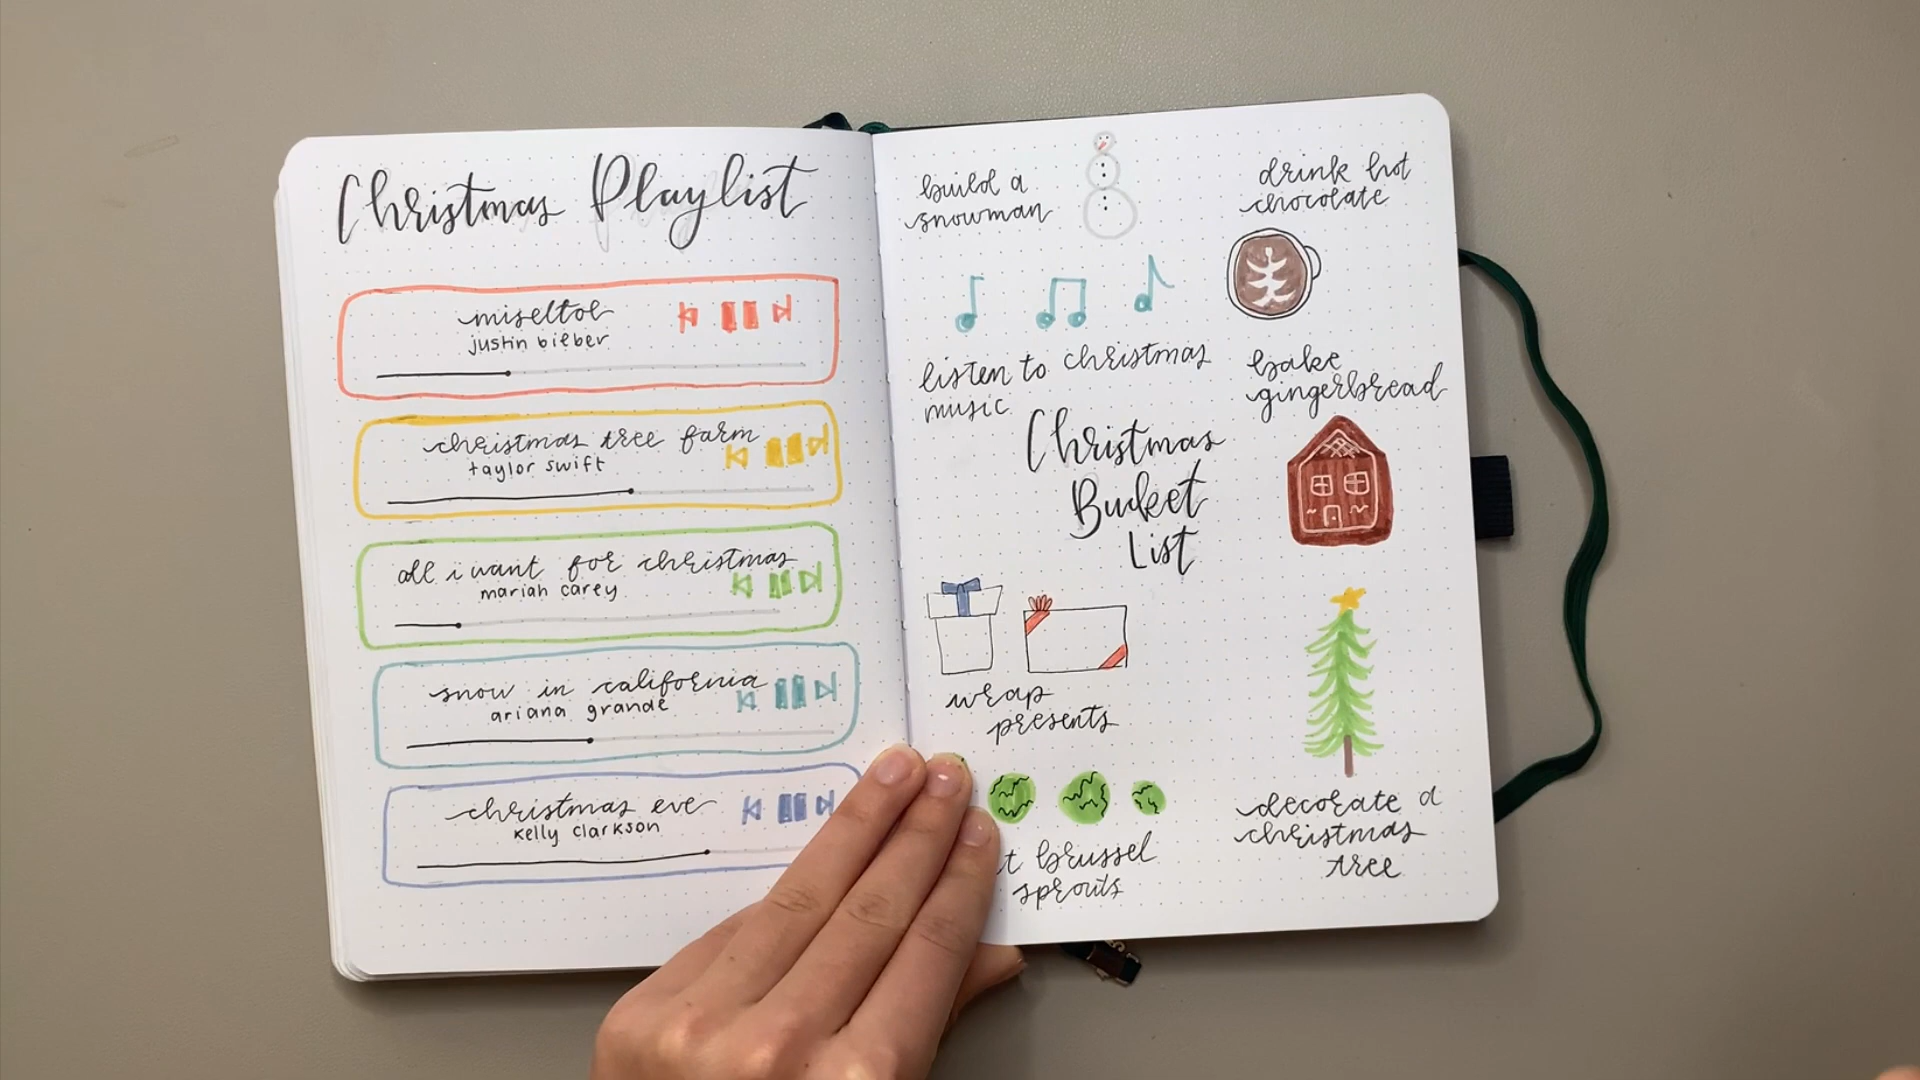 Christmas Playlist
miseltoe
justin bieber
christmas tree farm
taylor swift
all i want for christmas
mariah carey
snow in california
ariana grande
christmas eve
kelly clarkson
build a
snowman
drink hot
chocolate
listen to christmas
music
bake
gingerbread
Christmas
Bucket
List
wrap
presents
brussel
sprouts
decorate a
christmas
tree